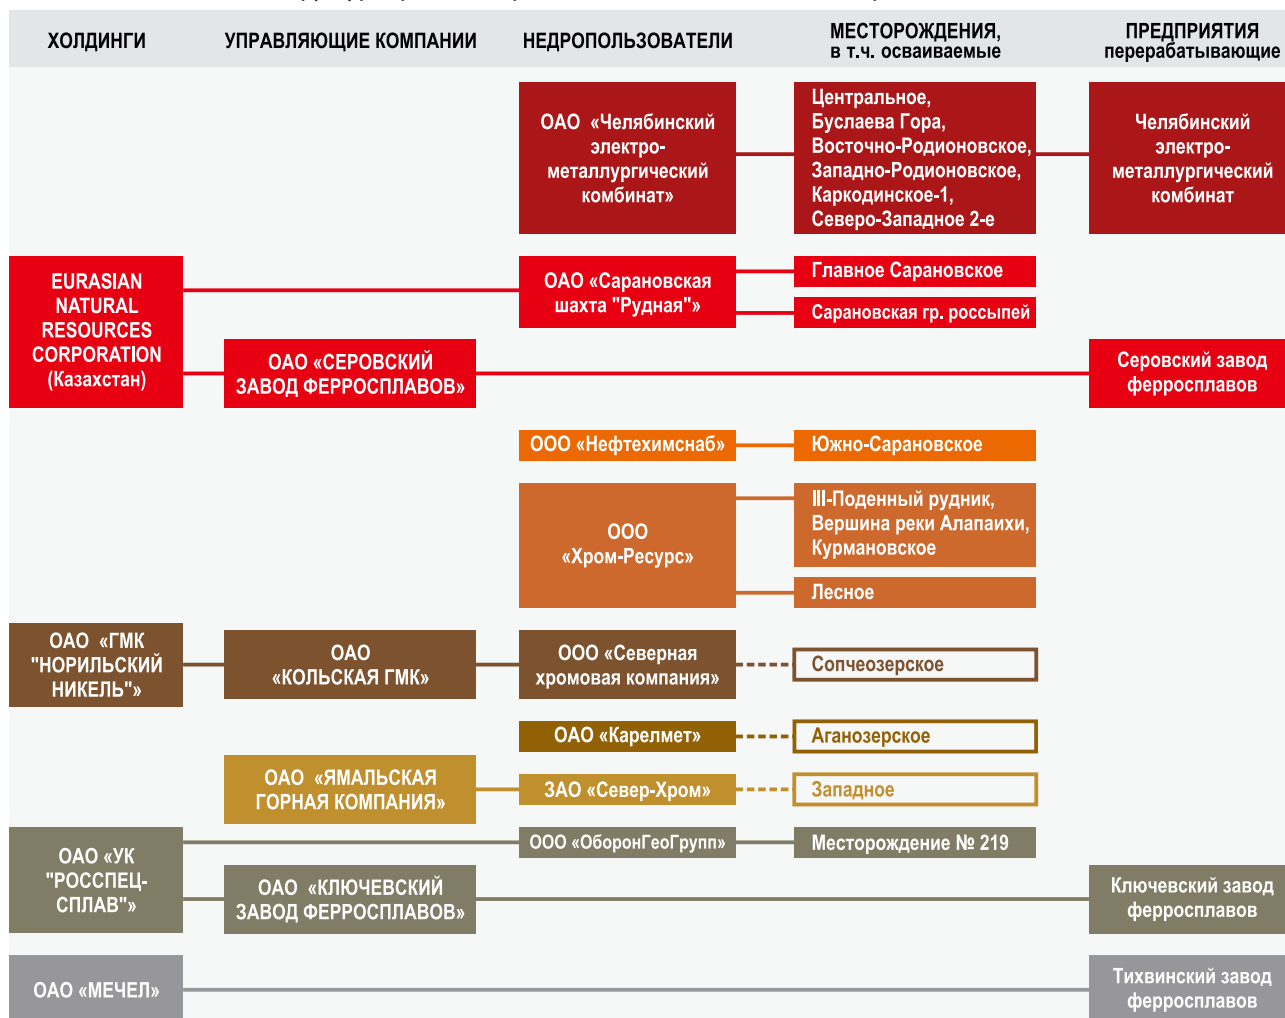 ХОЛДИНГИ
УПРАВЛЯЮЩИЕ КОМПАНИИ
НЕДРОПОЛЬЗОВАТЕЛИ
МЕСТОРОЖДЕНИЯ,
в т.ч. осваиваемые
ПРЕДПРИЯТИЯ
перерабатывающие
ОАО «Челябинский
электро-
металлургический
комбинат»
Центральное,
Буслаева Гора,
Восточно-Родионовское,
Западно-Родионовское,
Каркодинское-1,
Северо-Западное 2-е
Челябинский
электро-
металлургический
комбинат
EURASIAN
NATURAL
RESOURCES
CORPORATION
(Казахстан)
ОАО «Сарановская
шахта "Рудная"»
Главное Сарановское
Сарановская гр. россыпей
ОАО «СЕРОВСКИЙ
ЗАВОД ФЕРРОСПЛАВОВ»
Серовский завод
ферросплавов
ООО «Нефтехимснаб»
Южно-Сарановское
ООО
«Хром-Ресурс»
III-Поденный рудник,
Вершина реки Алапаихи,
Курмановское
Лесное
ОАО «ГМК
"НОРИЛЬСКИЙ
НИКЕЛЬ"»
ОАО
«КОЛЬСКАЯ ГМК»
ООО «Северная
хромовая компания»
Сопчеозерское
ОАО «Карелмет»
Аганозерское
ОАО «ЯМАЛЬСКАЯ
ГОРНАЯ КОМПАНИЯ»
ЗАО «Север-Хром»
Западное
ОАО «УК
"РОССПЕЦ-
СПЛАВ"»
ООО «ОборонГеоГрупп»
Месторождение № 219
ОАО «КЛЮЧЕВСКИЙ
ЗАВОД ФЕРРОСПЛАВОВ»
Ключевский завод
ферросплавов
ОАО «МЕЧЕЛ»
Тихвинский завод
ферросплавов